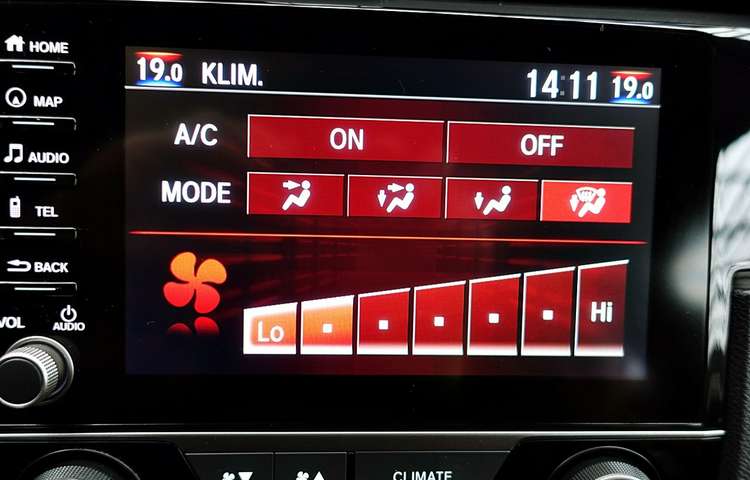 HOME
MAP
AUDIO
TEL
BACK
VOL AUDIO
19.0 KLIM. 14:11 19.0
A/C ON OFF
MODE
Lo Hi
CLIMATE